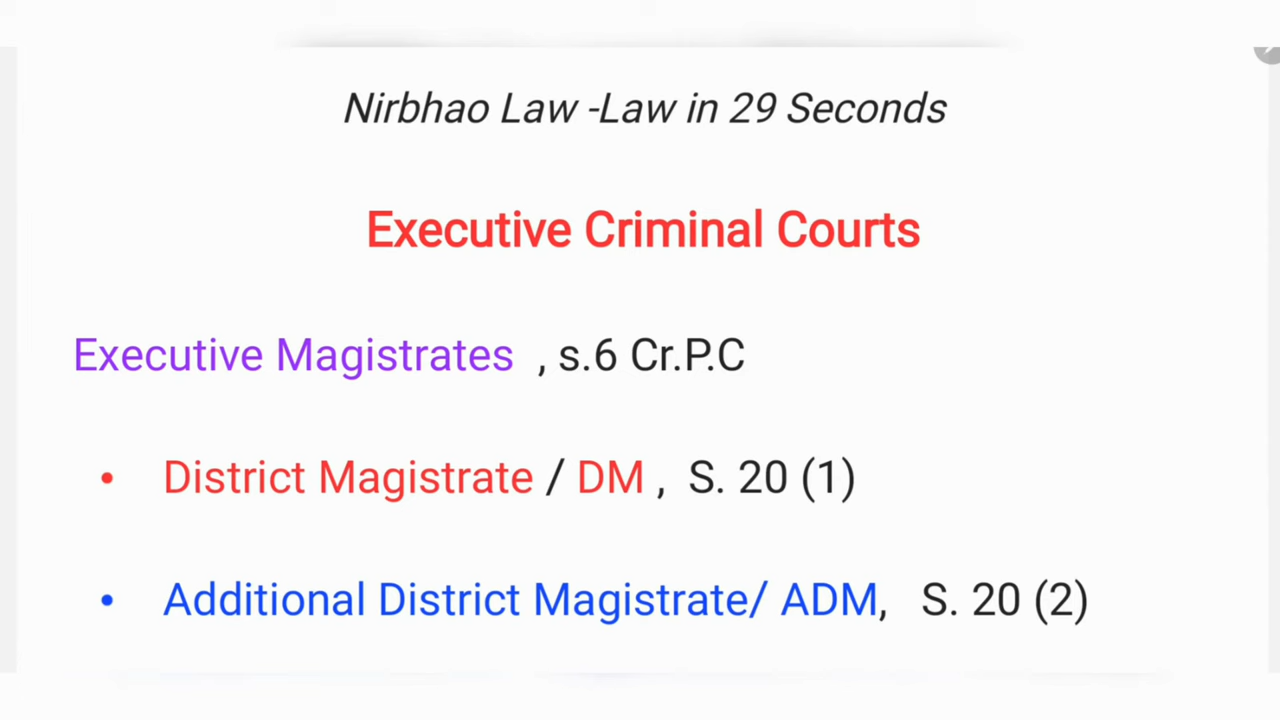 Nirbhao Law -Law in 29 Seconds
Executive Criminal Courts
Executive Magistrates , s.6 Cr.P.C
• District Magistrate / DM , S. 20 (1)
• Additional District Magistrate/ ADM, S. 20 (2)